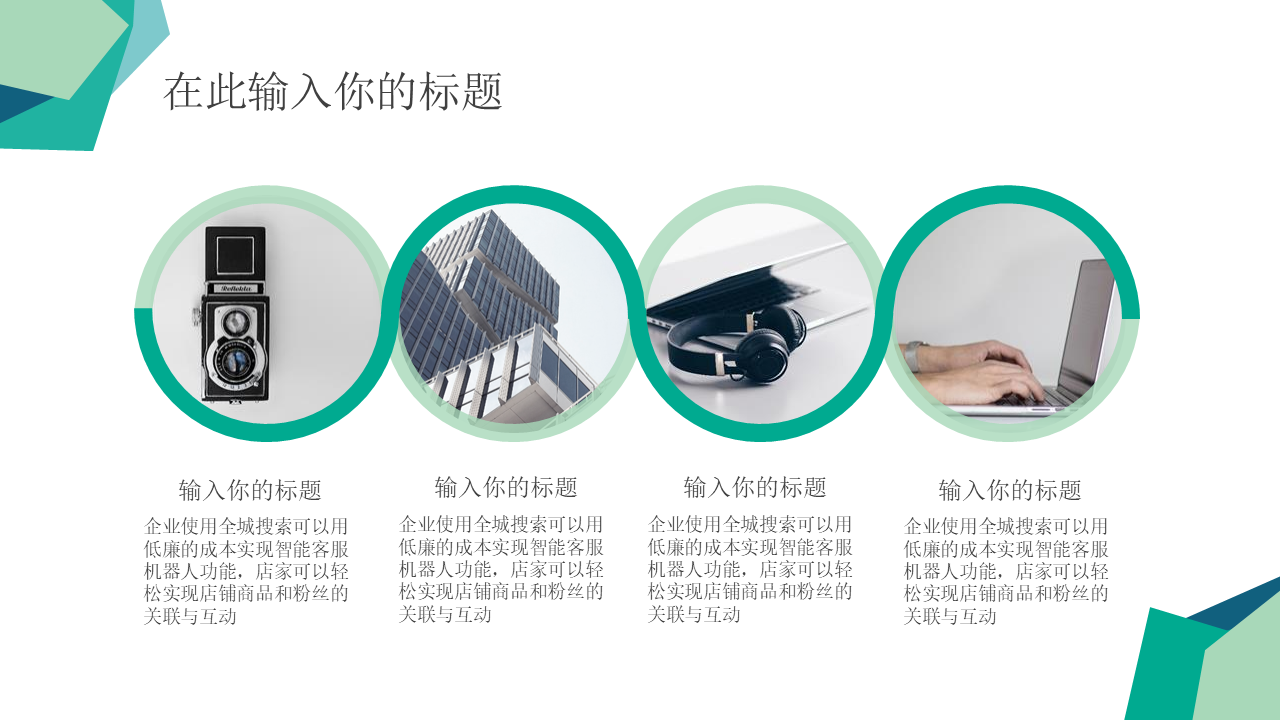 在此输入你的标题
输入你的标题
企业使用全城搜索可以用
低廉的成本实现智能客服
机器人功能，店家可以轻
松实现店铺商品和粉丝的
关联与互动
输入你的标题
企业使用全城搜索可以用
低廉的成本实现智能客服
机器人功能，店家可以轻
松实现店铺商品和粉丝的
关联与互动
输入你的标题
企业使用全城搜索可以用
低廉的成本实现智能客服
机器人功能，店家可以轻
松实现店铺商品和粉丝的
关联与互动
输入你的标题
企业使用全城搜索可以用
低廉的成本实现智能客服
机器人功能，店家可以轻
松实现店铺商品和粉丝的
关联与互动